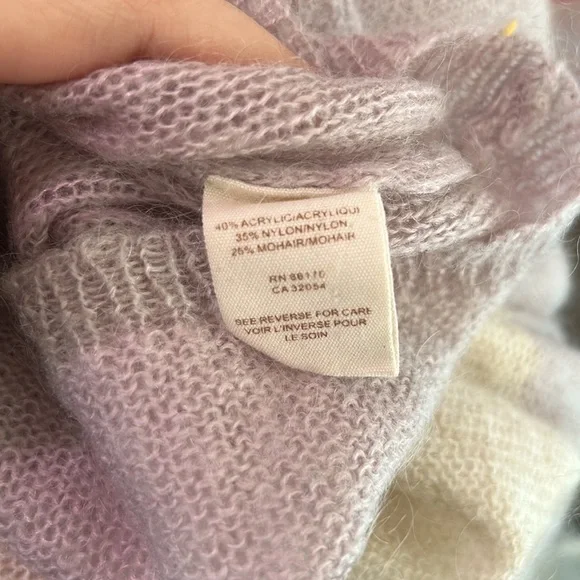 40% ACRYLIC/ACRYLIQUE
35% NYLON/NYLON
25% MOHAIR/MOHAIR
RN
CA 32054
SEE REVERSE FOR CARE
VOIR L'INVERSE POUR
LE SOIN